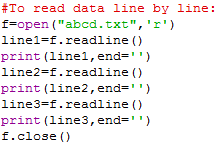 #To read data line by line:
f=open("abcd.txt",'r')
line1=f.readline()
print(line1,end='')
line2=f.readline()
print(line2,end='')
line3=f.readline()
print(line3,end='')
f.close()